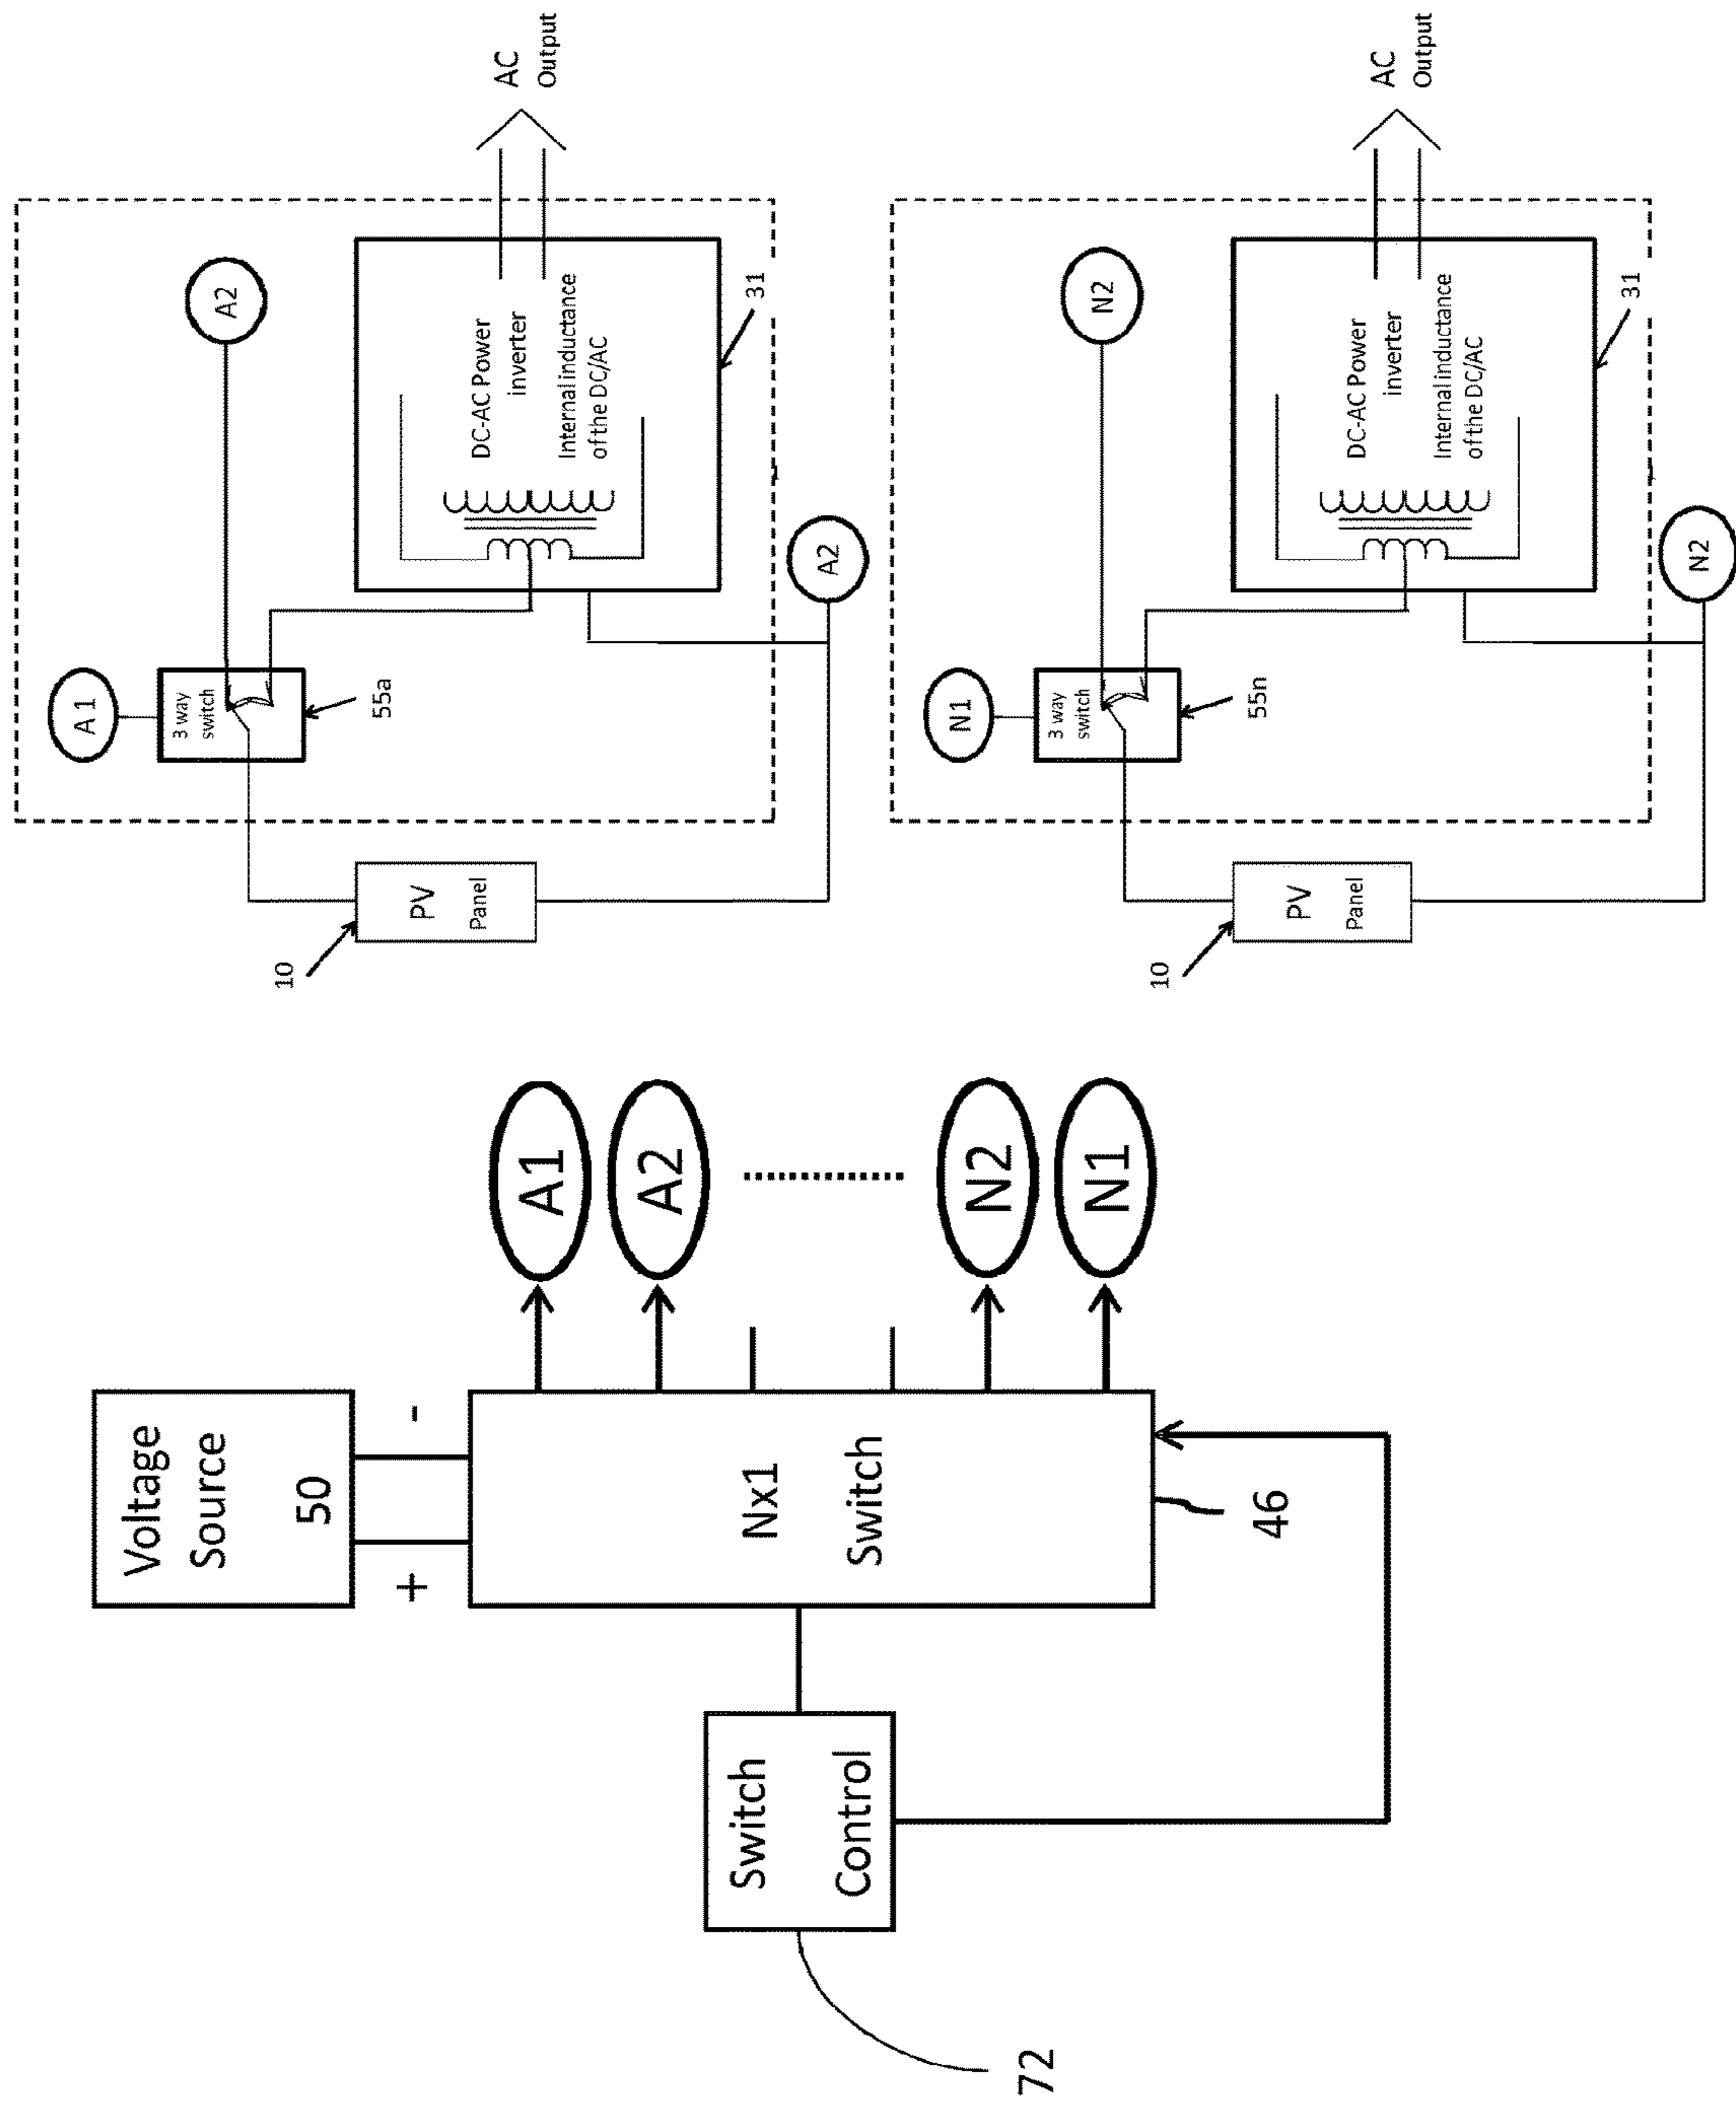 Voltage
Source
50
+
-
Nx1
Switch
46
Switch
Control
72
A1
A2
N2
N1
10
PV
Panel
A 1
3 way
switch
55a
A2
DC-AC Power
inverter
Internal inductance
of the DC/AC
31
A2
AC
Output
10
PV
Panel
N1
3 way
switch
55n
N2
DC-AC Power
inverter
Internal inductance
of the DC/AC
31
N2
AC
Output